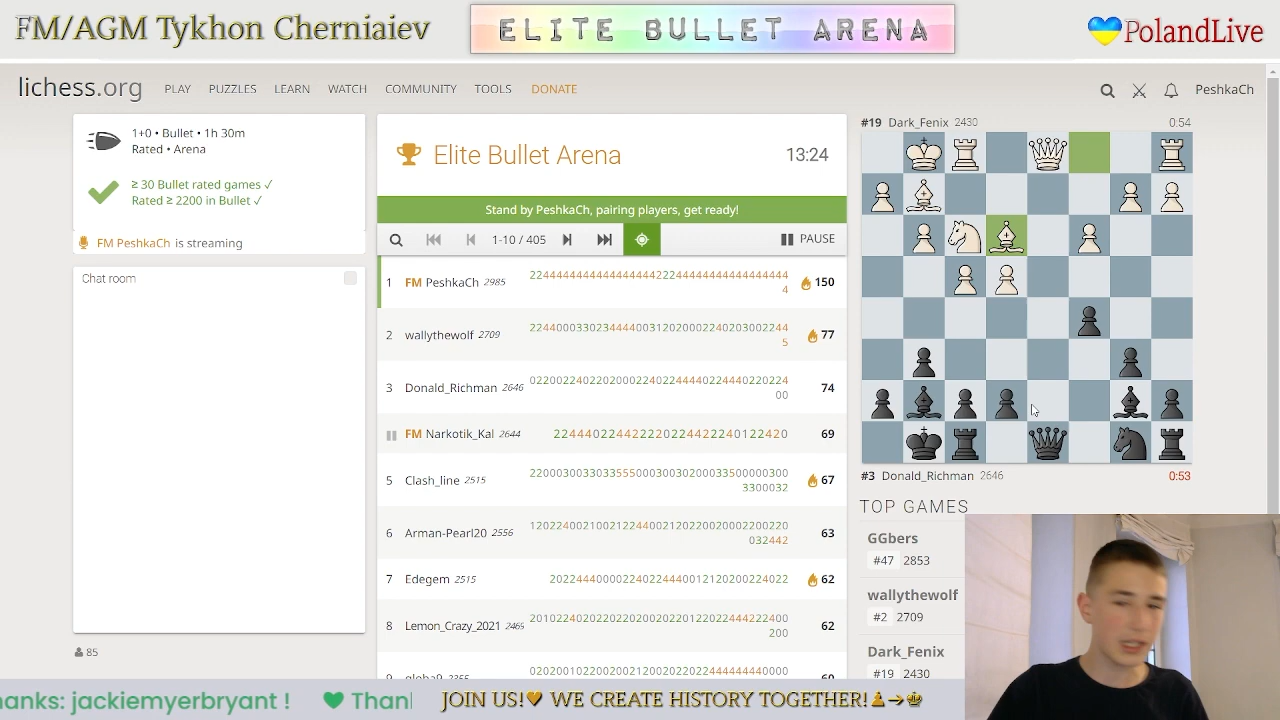 FM/AGM Tykhon Cherniaiev
ELITE BULLET ARENA
PolandLive
lichess.org
PLAY PUZZLES LEARN WATCH COMMUNITY TOOLS DONATE
PeshkaCh
1+0 • Bullet • 1h 30m
Rated • Arena
≥ 30 Bullet rated games ✓
Rated ≥ 2200 in Bullet ✓
FM PeshkaCh is streaming
Chat room
85
Elite Bullet Arena 13:24
Stand by PeshkaCh, pairing players, get ready!
1-10 / 405 PAUSE
1 FM PeshkaCh 2985 150
2 wallythewolf 2709 77
3 Donald_Richman 2646 74
FM Narkotik_Kal 2644 69
5 Clash_line 2515 67
6 Arman-Pearl20 2556 63
7 Edegem 2515 62
8 Lemon_Crazy_2021 62
#19 Dark_Fenix 2430 0:54
#3 Donald_Richman 2646 0:53
TOP GAMES
GGbers
#47 2853
wallythewolf
#2 2709
Dark_Fenix
#19 2430
hanks: jackiemyerbryant !
Thanl
JOIN US! WE CREATE HISTORY TOGETHER!